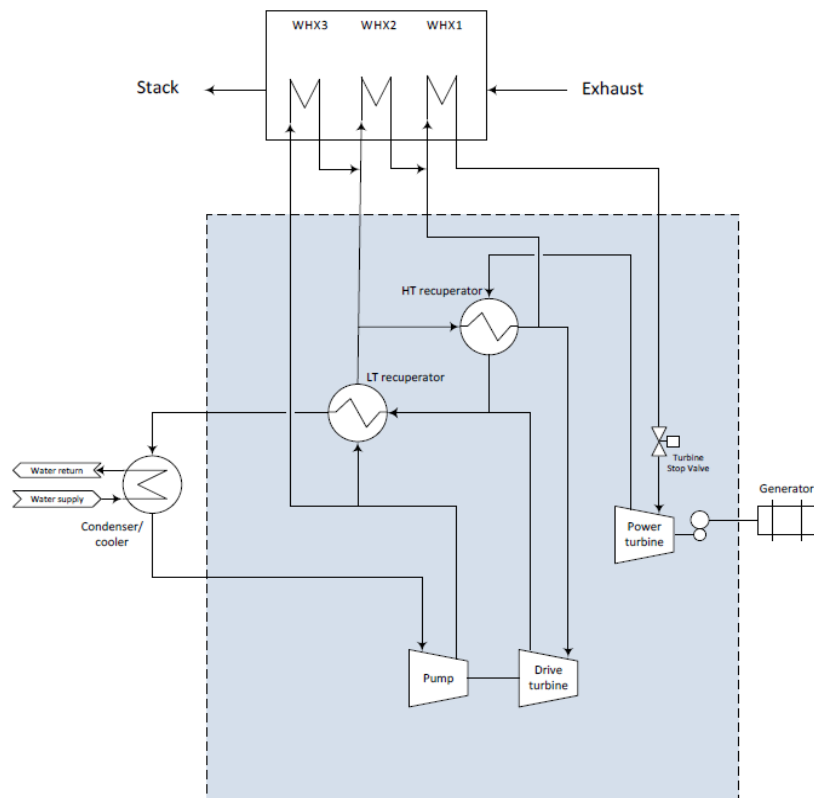 WHX3
WHX2
WHX1
Stack
Exhaust
HT recuperator
LT recuperator
Water return
Water supply
Condenser/
cooler
Turbine
Stop Valve
Generator
Power
turbine
Pump
Drive
turbine